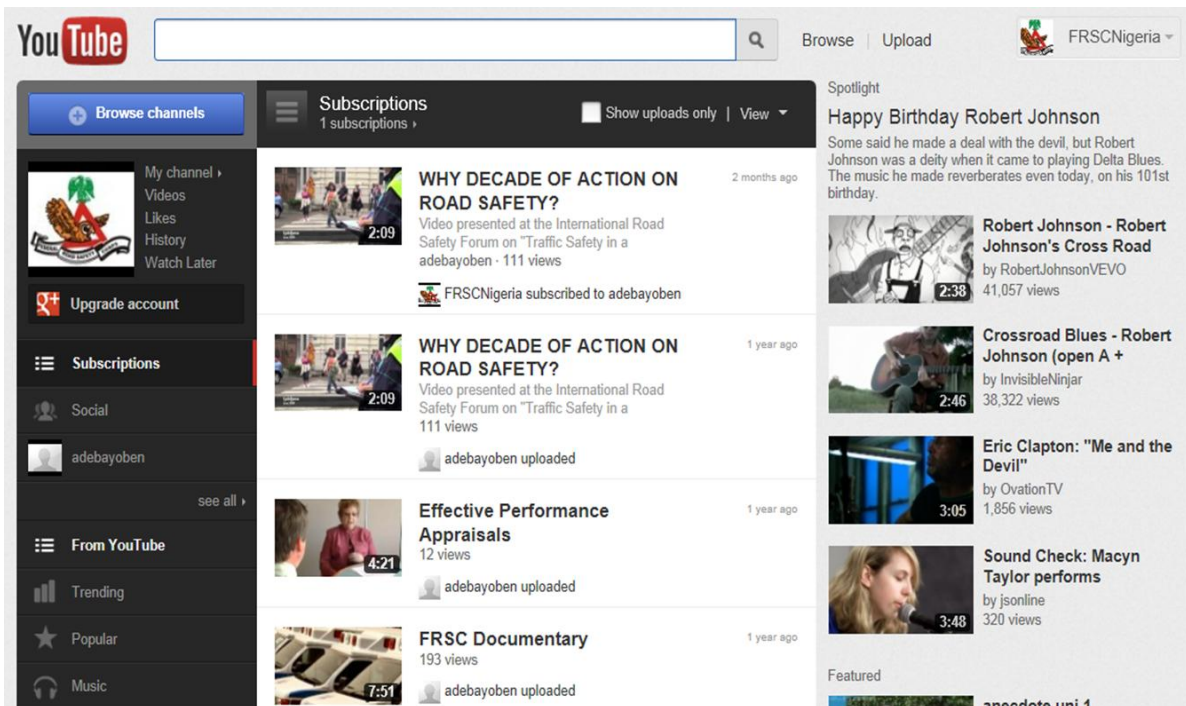 YouTube
Browse | Upload
FRSCNigeria
Browse channels
My channel
Videos
Likes
History
Watch Later
Upgrade account
Subscriptions
Social
adebayoben
see all
From YouTube
Trending
Popular
Music
Subscriptions
1 subscriptions
Show uploads only | View
WHY DECADE OF ACTION ON
ROAD SAFETY?
2 months ago
Video presented at the International Road
Safety Forum on "Traffic Safety in a
adebayoben · 111 views
2:09
FRSCNigeria subscribed to adebayoben
WHY DECADE OF ACTION ON
ROAD SAFETY?
1 year ago
Video presented at the International Road
Safety Forum on "Traffic Safety in a
111 views
2:09
adebayoben uploaded
Effective Performance
Appraisals
1 year ago
12 views
4:21
adebayoben uploaded
FRSC Documentary
1 year ago
193 views
7:51
adebayoben uploaded
Spotlight
Happy Birthday Robert Johnson
Some said he made a deal with the devil, but Robert
Johnson was a deity when it came to playing Delta Blues.
The music he made reverberates even today, on his 101st
birthday.
Robert Johnson - Robert
Johnson's Cross Road
by RobertJohnsonVEVO
41,057 views
2:38
Crossroad Blues - Robert
Johnson (open A +
by InvisibleNinjar
38,322 views
2:46
Eric Clapton: "Me and the
Devil"
by OvationTV
1,856 views
3:05
Sound Check: Macyn
Taylor performs
by jsonline
320 views
3:48
Featured
anecdote uni 1